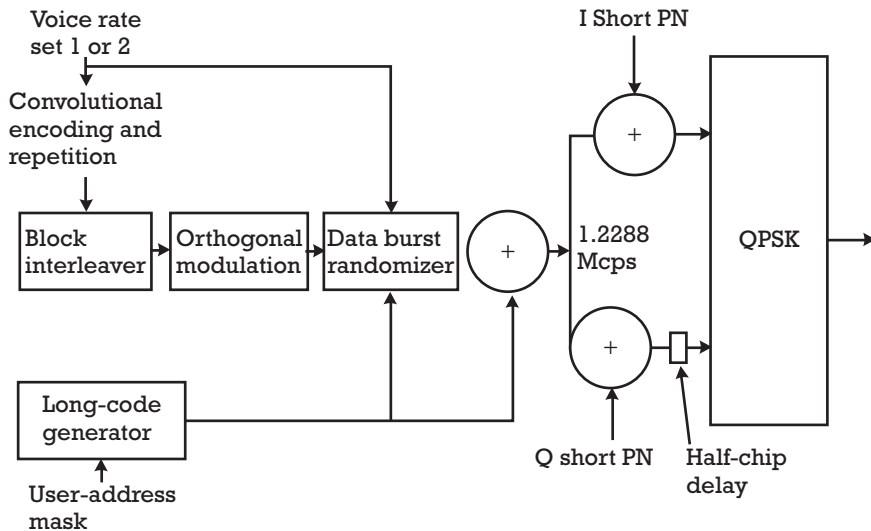 Voice rate
set 1 or 2
I Short PN
Convolutional
encoding and
repetition
+
Block
interleaver
Orthogonal
modulation
Data burst
randomizer
+
1.2288
Mcps
QPSK
+
Long-code
generator
Q short PN
Half-chip
delay
User-address
mask